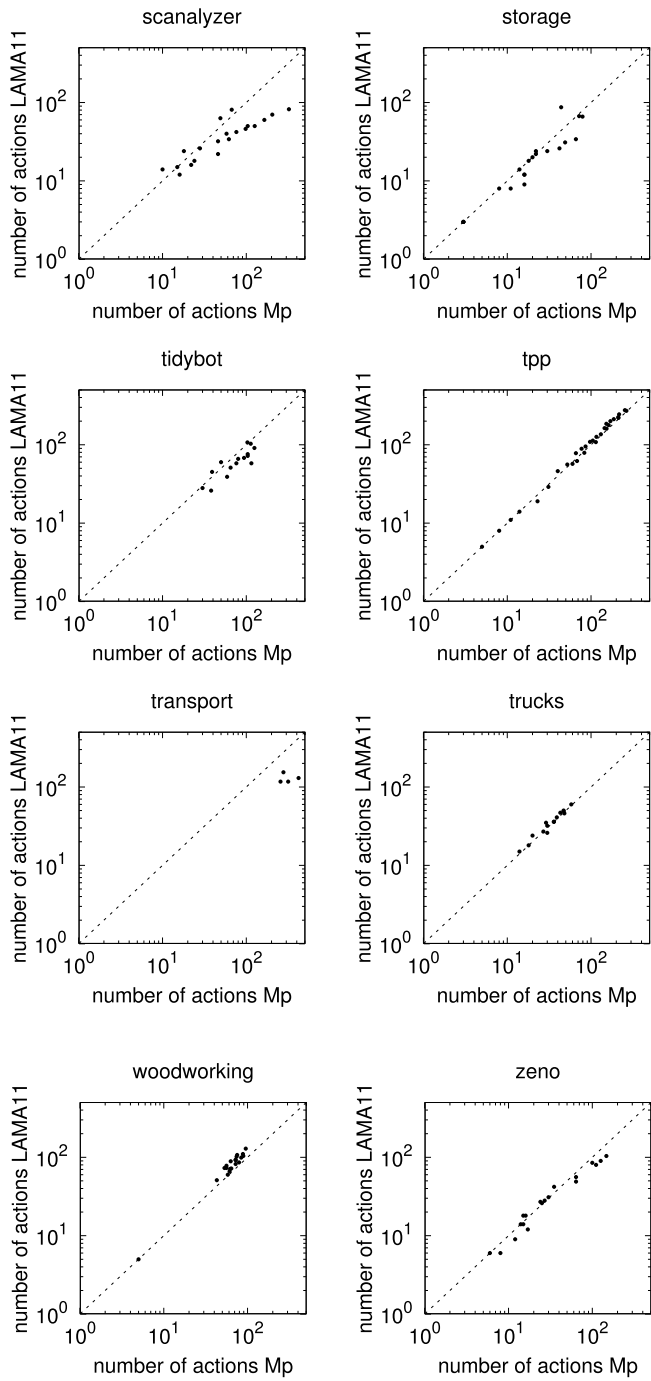 scanalyzer
number of actions LAMA11
10^2
10^1
10^0
10^0 10^1 10^2
number of actions Mp
storage
number of actions LAMA11
10^2
10^1
10^0
10^0 10^1 10^2
number of actions Mp
tidybot
number of actions LAMA11
10^2
10^1
10^0
10^0 10^1 10^2
number of actions Mp
tpp
number of actions LAMA11
10^2
10^1
10^0
10^0 10^1 10^2
number of actions Mp
transport
number of actions LAMA11
10^2
10^1
10^0
10^0 10^1 10^2
number of actions Mp
trucks
number of actions LAMA11
10^2
10^1
10^0
10^0 10^1 10^2
number of actions Mp
woodworking
number of actions LAMA11
10^2
10^1
10^0
10^0 10^1 10^2
number of actions Mp
zeno
number of actions LAMA11
10^2
10^1
10^0
10^0 10^1 10^2
number of actions Mp